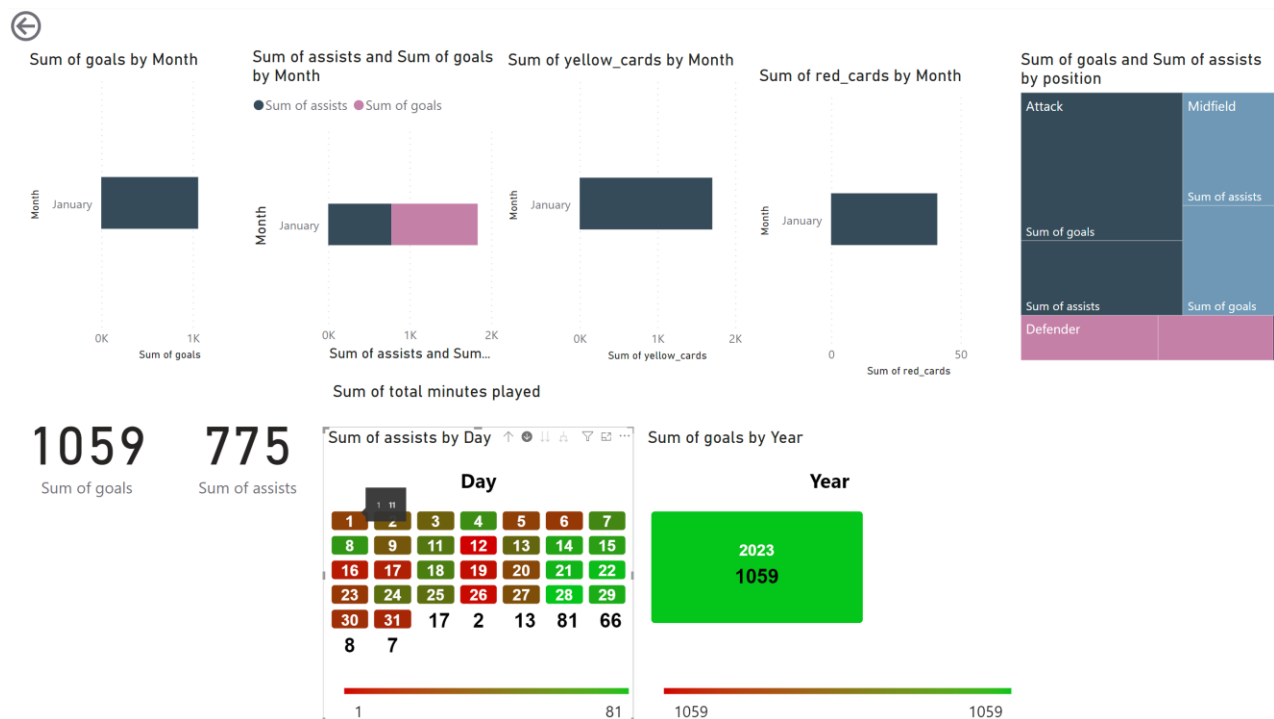 Sum of goals by Month
Month
January
0K 1K
Sum of goals
Sum of assists and Sum of goals
by Month
Sum of assists Sum of goals
Month
January
0K 1K 2K
Sum of assists and Sum...
Sum of yellow_cards by Month
Month
January
0K 1K 2K
Sum of yellow_cards
Sum of red_cards by Month
Month
January
0 50
Sum of red_cards
Sum of goals and Sum of assists
by position
Attack
Sum of goals
Sum of assists
Midfield
Sum of assists
Sum of goals
Defender
Sum of total minutes played
1059
Sum of goals
775
Sum of assists
Sum of assists by Day
Day
1 11
1 2 3 4 5 6 7
8 9 11 12 13 14 15
16 17 18 19 20 21 22
23 24 25 26 27 28 29
30 31 17 2 13 81 66
8 7
1 81
Sum of goals by Year
Year
2023
1059
1059 1059